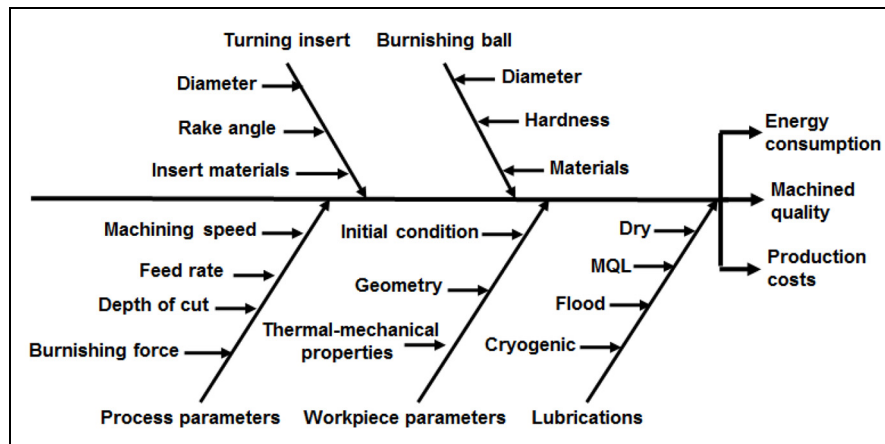 Turning insert
Diameter
Rake angle
Insert materials
Burnishing ball
Diameter
Hardness
Materials
Machining speed
Feed rate
Depth of cut
Burnishing force
Process parameters
Initial condition
Geometry
Thermal-mechanical
properties
Workpiece parameters
Dry
MQL
Flood
Cryogenic
Lubrications
Energy
consumption
Machined
quality
Production
costs